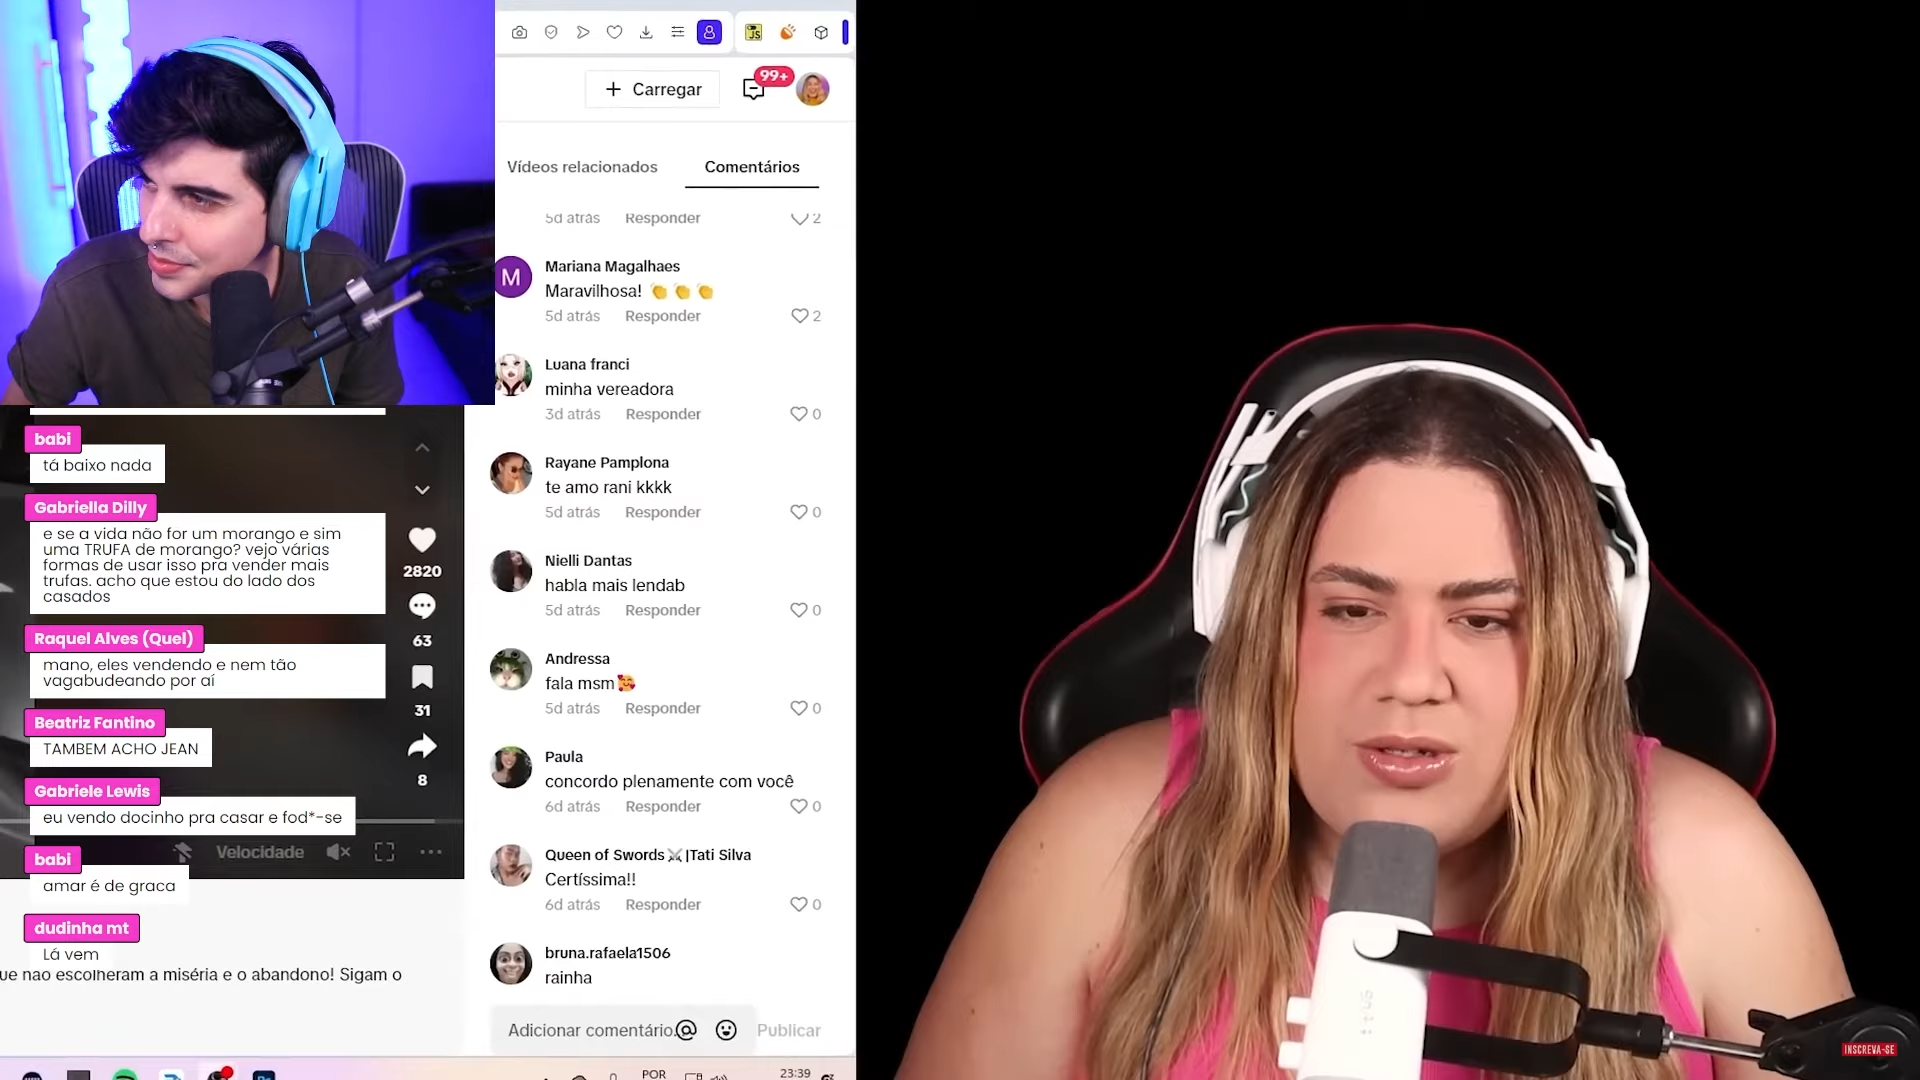 JS
+ Carregar
99+
Vídeos relacionados
Comentários
5d atrás Responder 2
M
Mariana Magalhaes
Maravilhosa! 👏 👏 👏
5d atrás Responder 2
Luana franci
minha vereadora
3d atrás Responder 0
Rayane Pamplona
te amo rani kkkk
5d atrás Responder 0
Nielli Dantas
habla mais lendab
5d atrás Responder 0
Andressa
fala msm🥰
5d atrás Responder 0
Paula
concordo plenamente com você
6d atrás Responder 0
Queen of Swords⚔️|Tati Silva
Certíssima!!
6d atrás Responder 0
bruna.rafaela1506
rainha
Adicionar comentário.
@
Publicar
babi
tá baixo nada
Gabriella Dilly
e se a vida não for um morango e sim
uma TRUFA de morango? vejo várias
formas de usar isso pra vender mais
trufas. acho que estou do lado dos
casados
Raquel Alves (Quel)
mano, eles vendendo e nem tão
vagabudeando por aí
Beatriz Fantino
TAMBEM ACHO JEAN
Gabriele Lewis
eu vendo docinho pra casar e fod*-se
babi
amar é de graca
dudinha mt
Lá vem
2820
63
31
8
Velocidade
ue não escolheram a miséria e o abandono! Sigam o
POR
23:39
INSCREVA-SE